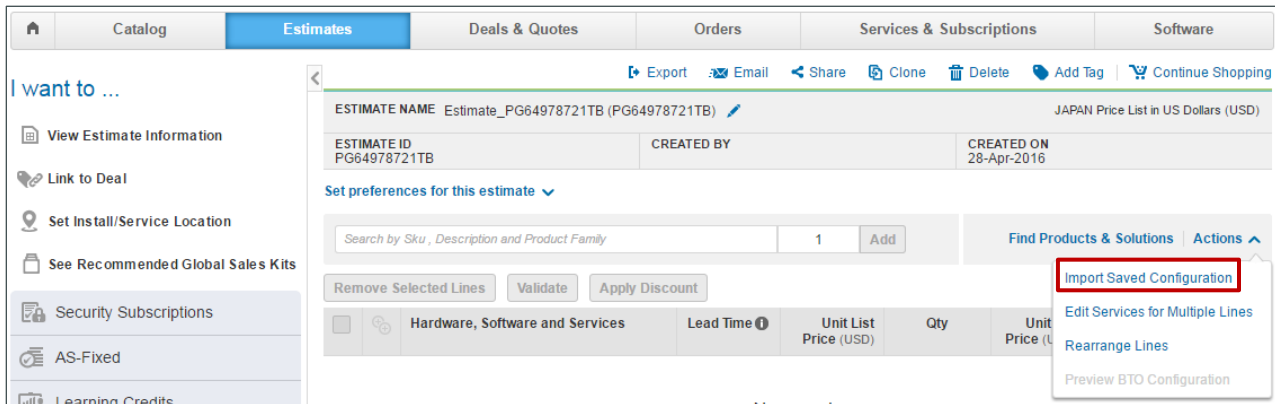 Catalog
Estimates
Deals & Quotes
Orders
Services & Subscriptions
Software
I want to ...
View Estimate Information
Link to Deal
Set Install/Service Location
See Recommended Global Sales Kits
Security Subscriptions
AS-Fixed
Learning Credits
Export Email Share Clone Delete Add Tag Continue Shopping
ESTIMATE NAME Estimate_PG64978721TB (PG64978721TB) JAPAN Price List in US Dollars (USD)
ESTIMATE ID
PG64978721TB
CREATED BY
CREATED ON
28-Apr-2016
Set preferences for this estimate
Search by Sku , Description and Product Family 1 Add
Find Products & Solutions Actions
Import Saved Configuration
Edit Services for Multiple Lines
Rearrange Lines
Preview BTO Configuration
Remove Selected Lines Validate Apply Discount
Hardware, Software and Services
Lead Time
Unit List
Price (USD)
Qty
Unit
Price